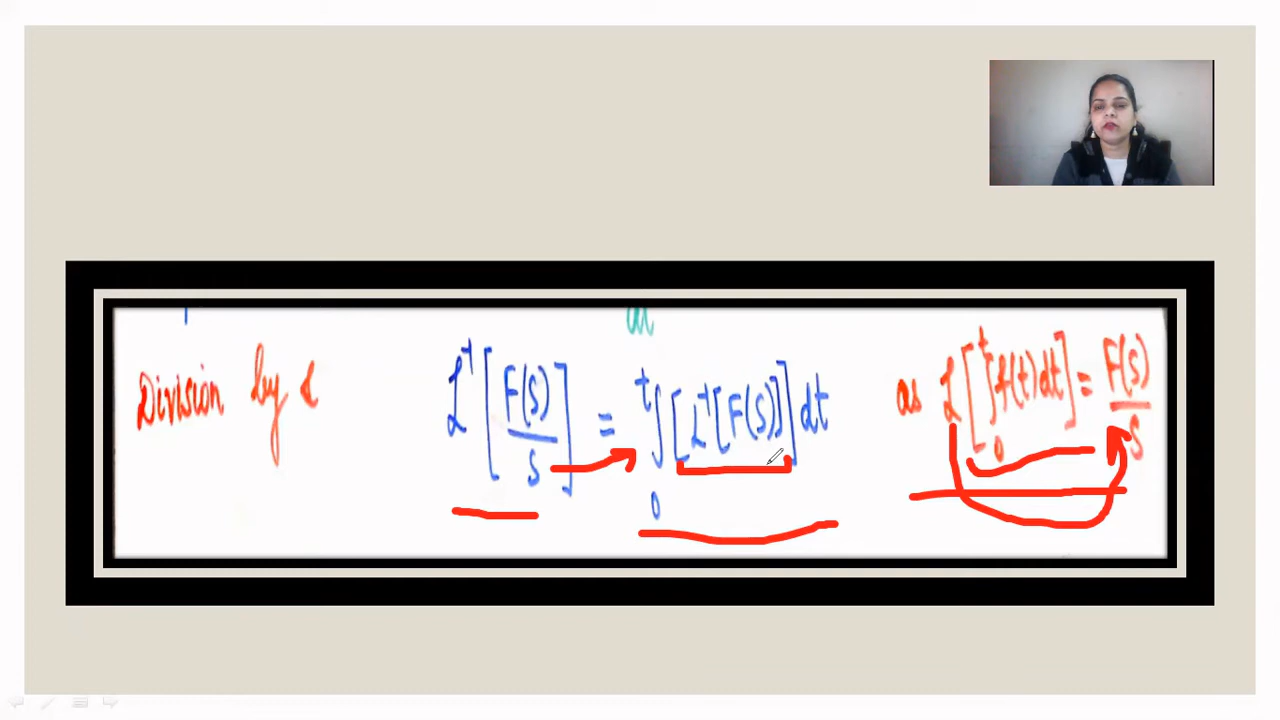 Division by s L⁻¹[F(s)/s] = ∫₀ᵗ [L⁻¹[F(s)]] dt as L[∫₀ᵗ f(t)dt] = F(s)/s